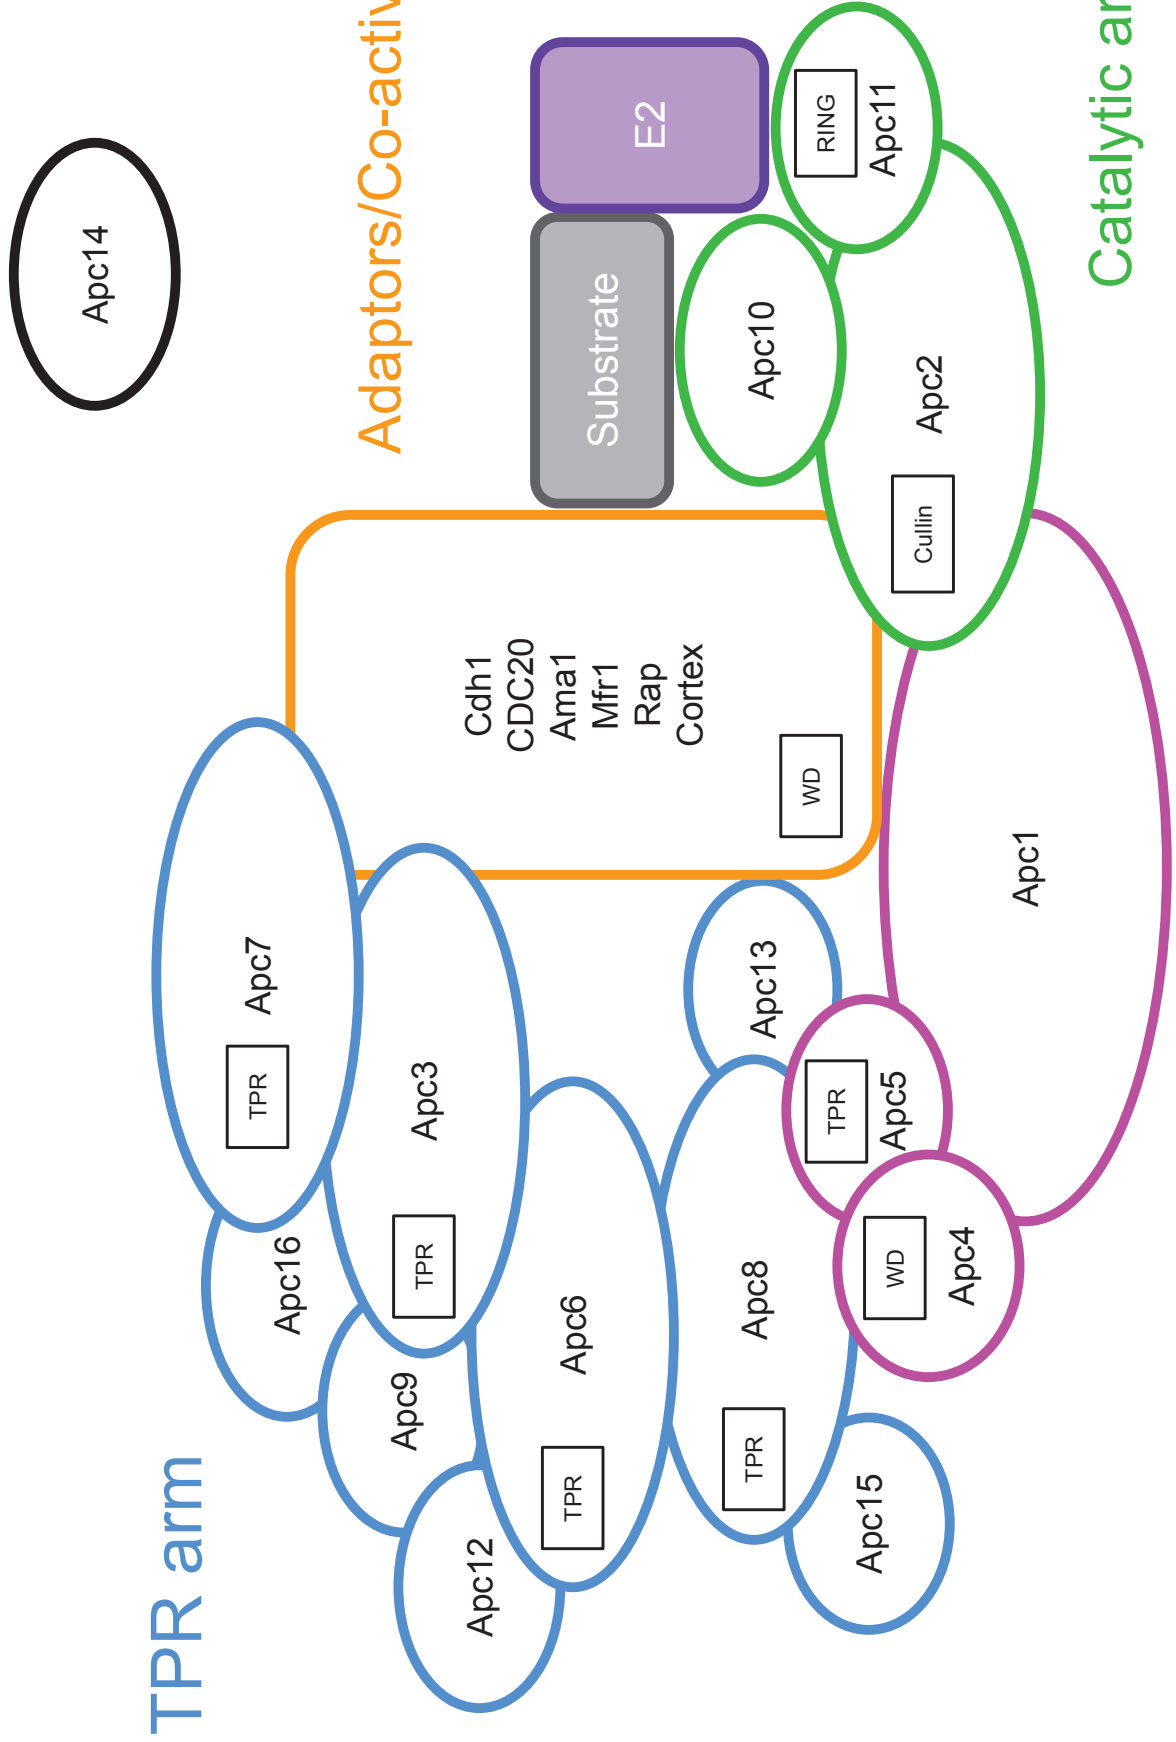 Apc14
TPR arm
TPR
Apc7
Apc16
Adaptors/Co-activ
Apc9
TPR
Apc3
Apc12
Cdh1
CDC20
Ama1
Mfr1
Rap
Cortex
WD
TPR
Apc6
Substrate
E2
TPR
Apc8
Apc13
Apc10
RING
Apc11
TPR
Apc5
Apc15
WD
Apc4
Cullin
Apc2
Apc1
Catalytic ar